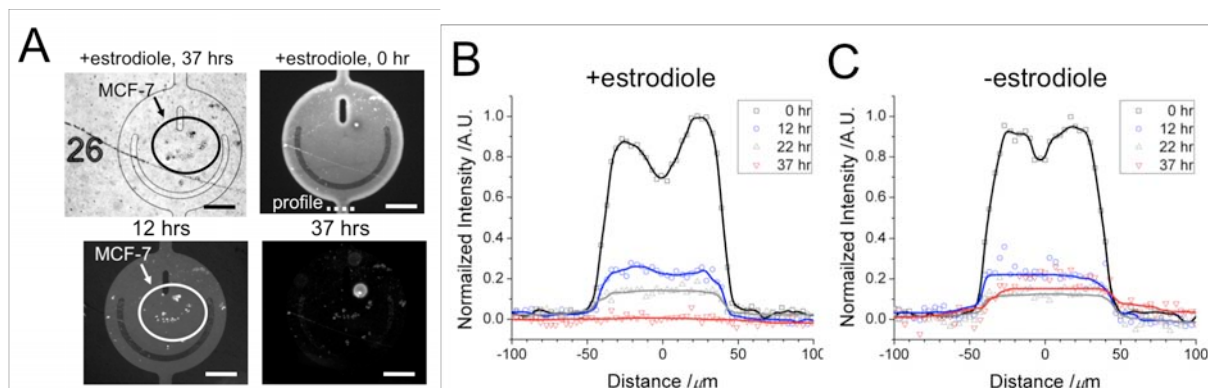 A
+estrodiole, 37 hrs
MCF-7
26
+estrodiole, 0 hr
profile
12 hrs
MCF-7
37 hrs
B
+estrodiole
Normailzed Intensity /A.U.
1.0
0.8
0.6
0.4
0.2
0.0
0 hr
12 hr
22 hr
37 hr
-100 -50 0 50 100
Distance /μm
C
-estrodiole
Normailzed Intensity /A.U.
1.0
0.8
0.6
0.4
0.2
0.0
0 hr
12 hr
22 hr
37 hr
-100 -50 0 50 100
Distance /μm